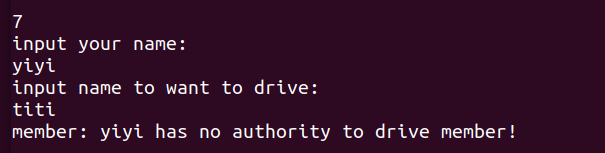 7
input your name:
yiyi
input name to want to drive:
titi
member: yiyi has no authority to drive member!